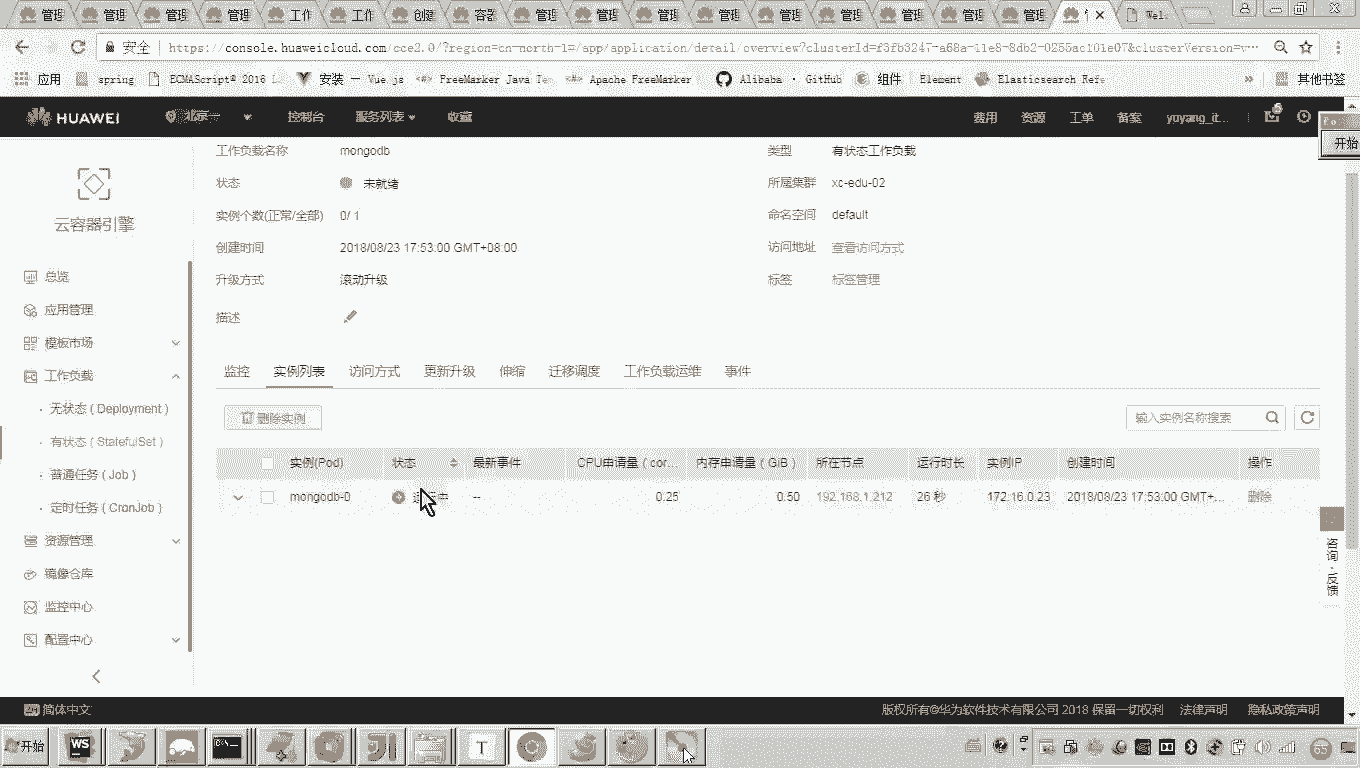 管理 管理 管理 管理 工作 工作 创建 容器 管理 管理 管理 管理 管理 管理 管理 管理 管理 Wel
安全 https://console.huaweicloud.com/cce2.0/?region=cn-north-1#/app/application/detail/overview?clusterId=
应用 spring ECMAScript® 2016 L 安装 — Vue.js FreeMarker Java Te Apache FreeMarker Alibaba · GitHub 组件 | Element Elasticsearch Refe » 其他书签
HUAWEI 北京一 控制台 服务列表 收藏 费用 资源 工单 备案 yuyang_it...
开始
云容器引擎
总览
应用管理
模板市场
工作负载
· 无状态 ( Deployment )
· 有状态 ( StatefulSet )
· 普通任务 ( Job )
· 定时任务 ( CronJob )
资源管理
镜像仓库
监控中心
配置中心
工作负载名称 mongodb 类型 有状态工作负载
状态 未就绪 所属集群 xc-edu-02
实例个数(正常/全部) 0/ 1 命名空间 default
创建时间 2018/08/23 17:53:00 GMT+08:00 访问地址 查看访问方式
升级方式 滚动升级 标签 标签管理
描述
监控 实例列表 访问方式 更新升级 伸缩 迁移调度 工作负载运维 事件
删除实例 输入实例名称搜索
实例(Pod) 状态 最新事件 CPU申请量 ( cor... 内存申请量 ( GiB ) 所在节点 运行时长 实例IP 创建时间 操作
mongodb-0 运行中 -- 0.25 0.50 192.168.1.212 26 秒 172.16.0.23 2018/08/23 17:53:00 GMT+... 删除
咨询·反馈
简体中文 版权所有©华为软件技术有限公司 2018 保留一切权利 法律声明 隐私政策声明
开始 WS T 65